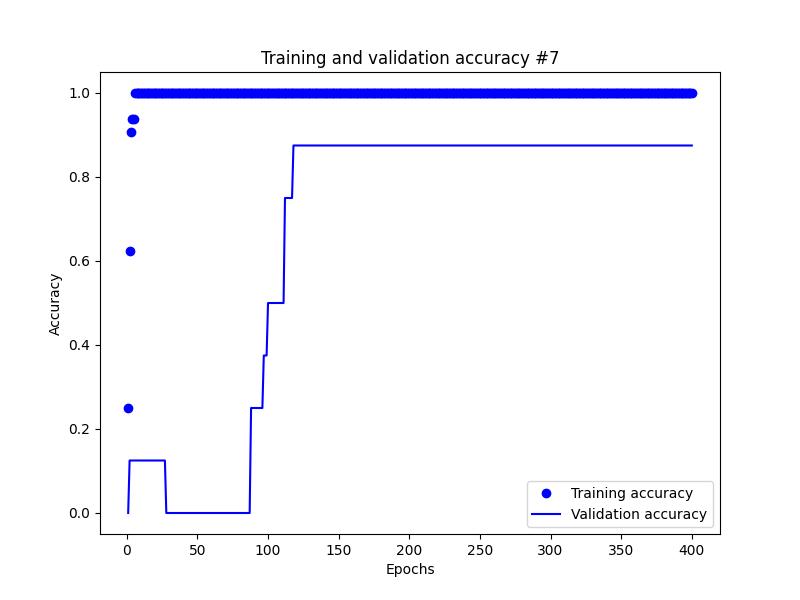 Training and validation accuracy #7
1.0
0.8
0.6
0.4
0.2
0.0
Accuracy
0 50 100 150 200 250 300 350 400
Epochs
Training accuracy
Validation accuracy